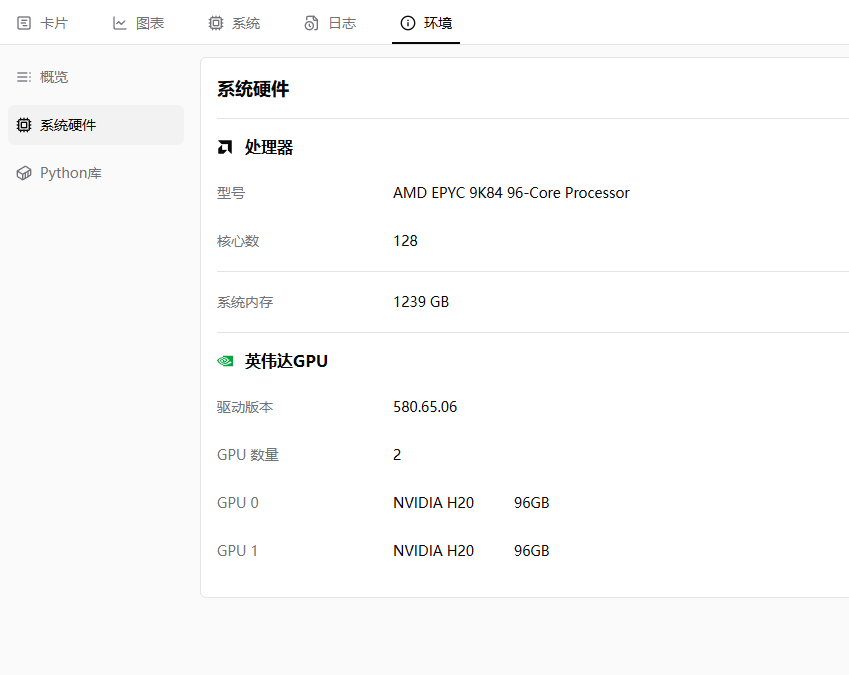 卡片 图表 系统 日志 环境
概览
系统硬件
Python库
系统硬件
处理器
型号 AMD EPYC 9K84 96-Core Processor
核心数 128
系统内存 1239 GB
英伟达GPU
驱动版本 580.65.06
GPU 数量 2
GPU 0 NVIDIA H20 96GB
GPU 1 NVIDIA H20 96GB